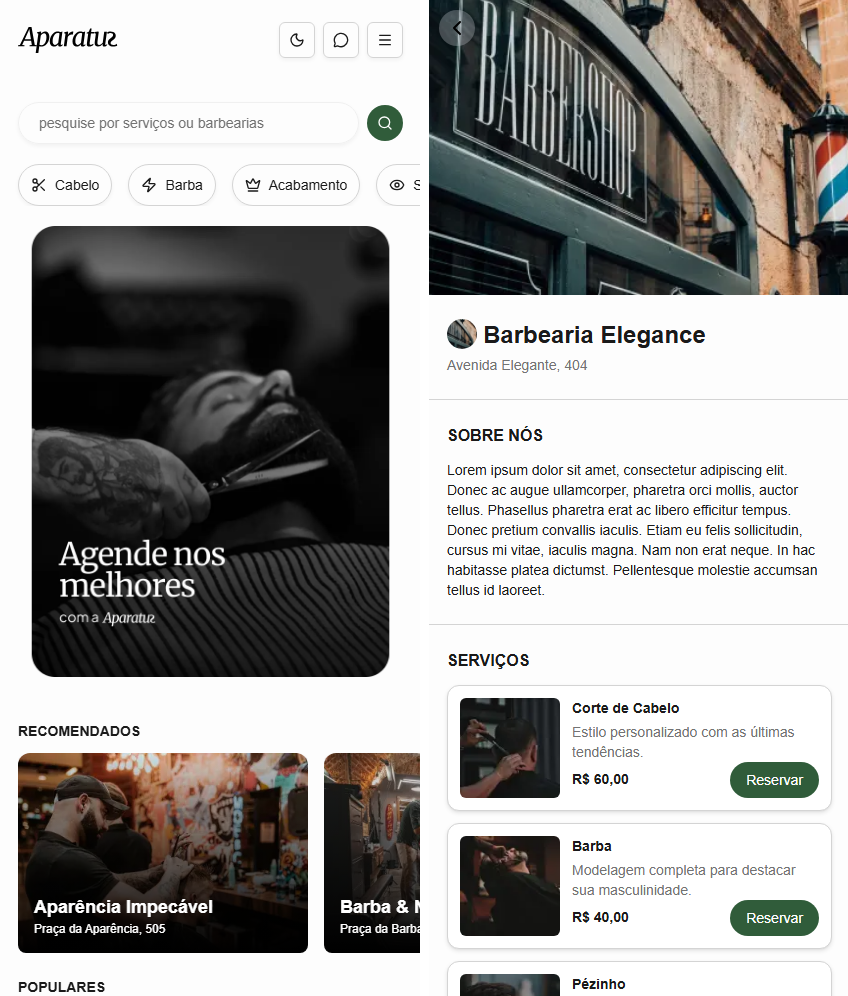 Aparatuz
pesquise por serviços ou barbearias
Cabelo
Barba
Acabamento
S
Agende nos
melhores
com a Aparatuz
RECOMENDADOS
Aparência Impecável
Praça da Aparência, 505
Barba &
Praça da Barba
POPULARES
BARBERSHOP
Barbearia Elegance
Avenida Elegante, 404
SOBRE NÓS
Lorem ipsum dolor sit amet, consectetur adipiscing elit.
Donec ac augue ullamcorper, pharetra orci mollis, auctor
tellus. Phasellus pharetra erat ac libero efficitur tempus.
Donec pretium convallis iaculis. Etiam eu felis sollicitudin,
cursus mi vitae, iaculis magna. Nam non erat neque. In hac
habitasse platea dictumst. Pellentesque molestie accumsan
tellus id laoreet.
SERVIÇOS
Corte de Cabelo
Estilo personalizado com as últimas
tendências.
R$ 60,00
Reservar
Barba
Modelagem completa para destacar
sua masculinidade.
R$ 40,00
Reservar
Pézinho